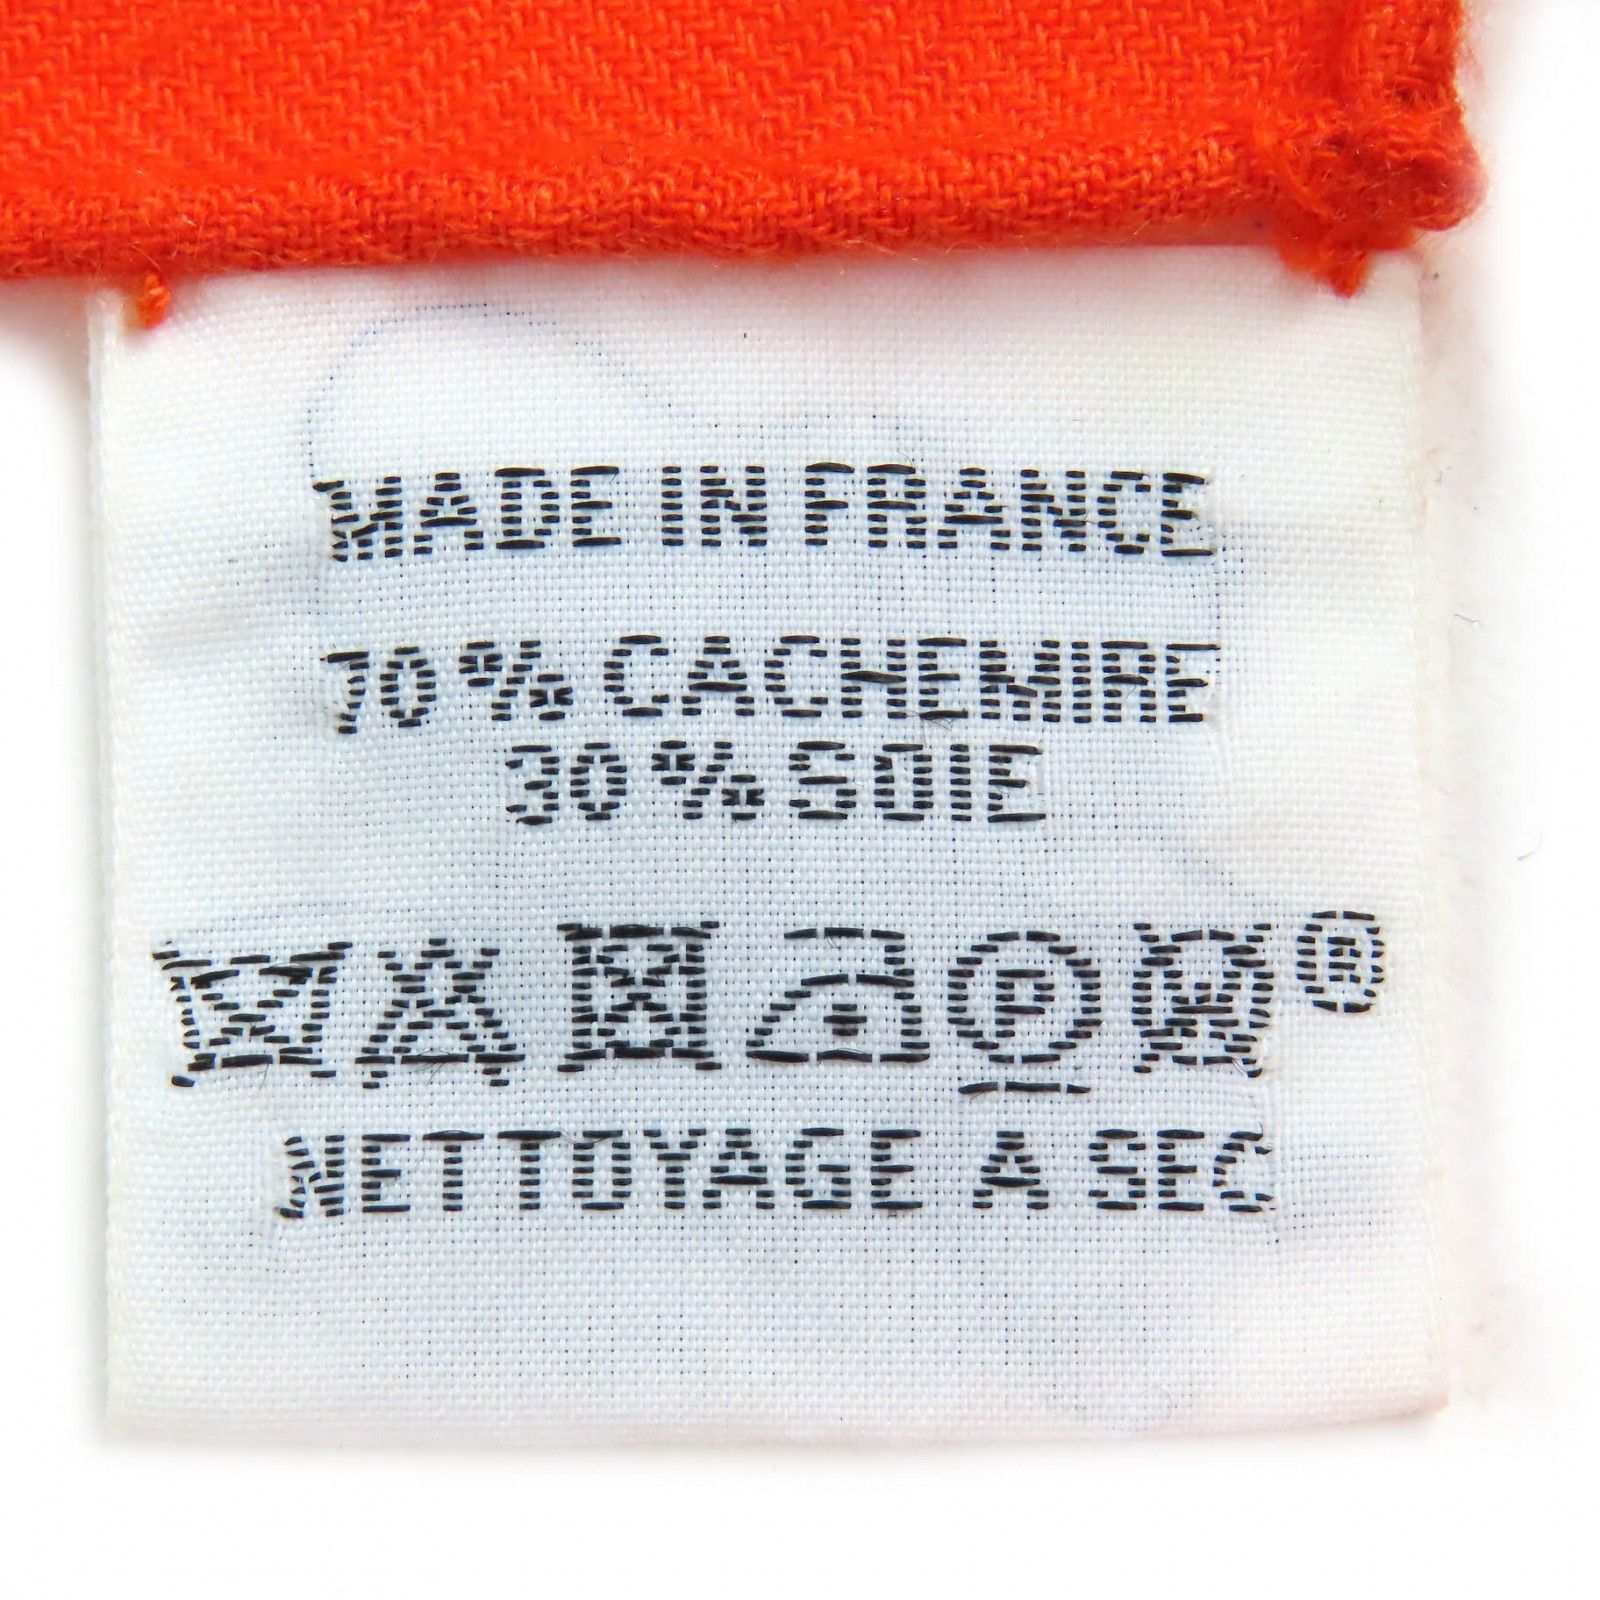 MADE IN FRANCE
70% CACHEMIRE
30% SOIE
P W ®
NETTOYAGE A SEC